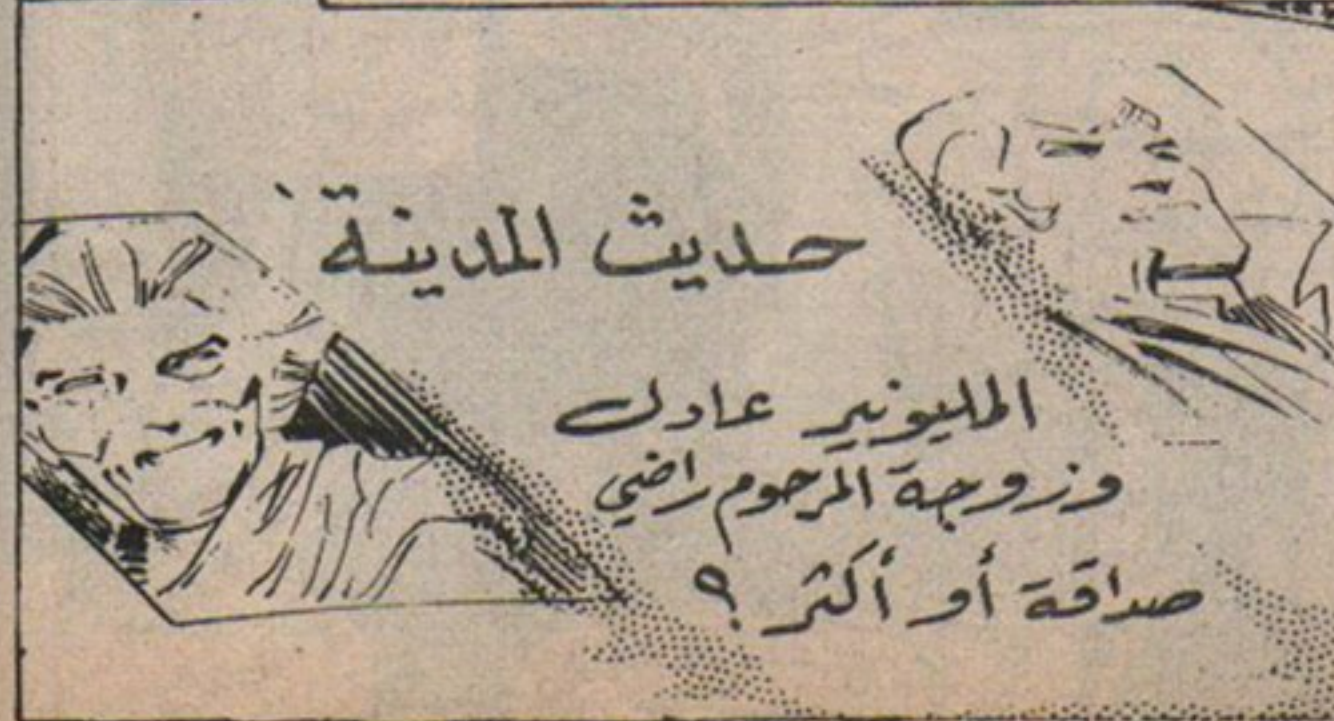 حديث المدينة
المليونير عادل
وزوجة المرحوم راضي
صداقة أو أكثر؟